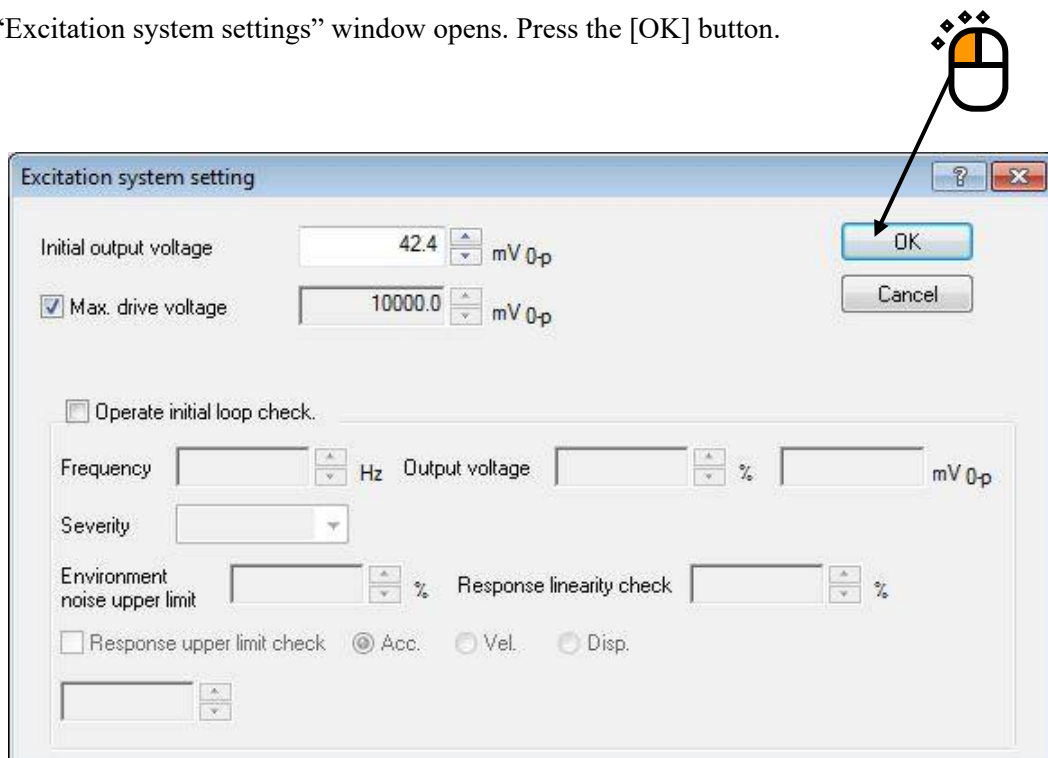 “Excitation system settings” window opens. Press the [OK] button.
Excitation system setting
?
Initial output voltage 42.4 mV 0-p OK
Max. drive voltage 10000.0 mV 0-p Cancel
Operate initial loop check.
Frequency Hz Output voltage % mV 0-p
Severity
Environment
noise upper limit % Response linearity check %
Response upper limit check Acc. Vel. Disp.